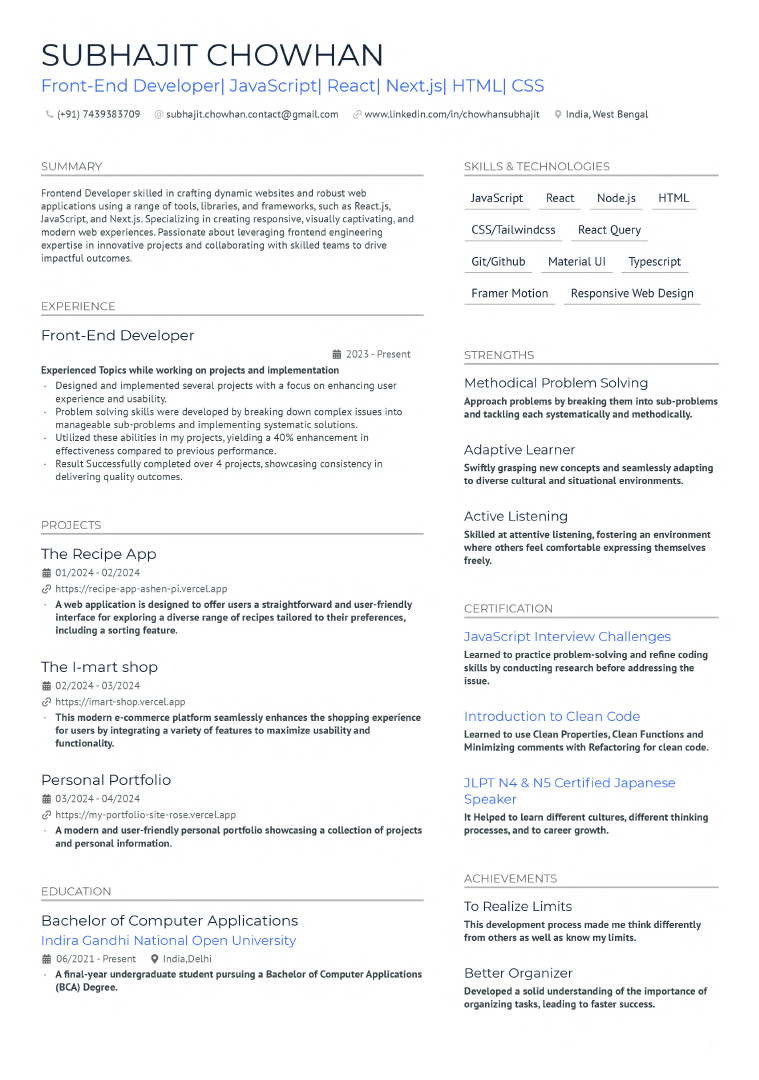 SUBHAJIT CHOWHAN
Front-End Developer| JavaScript| React| Next.js| HTML| CSS
(+91) 7439383709 subhajit.chowhan.contact@gmail.com www.linkedin.com/in/chowhansubhajit India, West Bengal
SUMMARY
Frontend Developer skilled in crafting dynamic websites and robust web
applications using a range of tools, libraries, and frameworks, such as React.js,
JavaScript, and Next.js. Specializing in creating responsive, visually captivating, and
modern web experiences. Passionate about leveraging frontend engineering
expertise in innovative projects and collaborating with skilled teams to drive
impactful outcomes.
EXPERIENCE
Front-End Developer
2023 - Present
Experienced Topics while working on projects and implementation
· Designed and implemented several projects with a focus on enhancing user
experience and usability.
· Problem solving skills were developed by breaking down complex issues into
manageable sub-problems and implementing systematic solutions.
· Utilized these abilities in my projects, yielding a 40% enhancement in
effectiveness compared to previous performance.
· Result Successfully completed over 4 projects, showcasing consistency in
delivering quality outcomes.
PROJECTS
The Recipe App
01/2024 - 02/2024
https://recipe-app-ashen-pi.vercel.app
· A web application is designed to offer users a straightforward and user-friendly
interface for exploring a diverse range of recipes tailored to their preferences,
including a sorting feature.
The I-mart shop
02/2024 - 03/2024
https://imart-shop.vercel.app
· This modern e-commerce platform seamlessly enhances the shopping experience
for users by integrating a variety of features to maximize usability and
functionality.
Personal Portfolio
03/2024 - 04/2024
https://my-portfolio-site-rose.vercel.app
· A modern and user-friendly personal portfolio showcasing a collection of projects
and personal information.
EDUCATION
Bachelor of Computer Applications
Indira Gandhi National Open University
06/2021 - Present India,Delhi
· A final-year undergraduate student pursuing a Bachelor of Computer Applications
(BCA) Degree.
SKILLS & TECHNOLOGIES
JavaScript React Node.js HTML
CSS/Tailwindcss React Query
Git/Github Material UI Typescript
Framer Motion Responsive Web Design
STRENGTHS
Methodical Problem Solving
Approach problems by breaking them into sub-problems
and tackling each systematically and methodically.
Adaptive Learner
Swiftly grasping new concepts and seamlessly adapting
to diverse cultural and situational environments.
Active Listening
Skilled at attentive listening, fostering an environment
where others feel comfortable expressing themselves
freely.
CERTIFICATION
JavaScript Interview Challenges
Learned to practice problem-solving and refine coding
skills by conducting research before addressing the
issue.
Introduction to Clean Code
Learned to use Clean Properties, Clean Functions and
Minimizing comments with Refactoring for clean code.
JLPT N4 & N5 Certified Japanese
Speaker
It Helped to learn different cultures, different thinking
processes, and to career growth.
ACHIEVEMENTS
To Realize Limits
This development process made me think differently
from others as well as know my limits.
Better Organizer
Developed a solid understanding of the importance of
organizing tasks, leading to faster success.